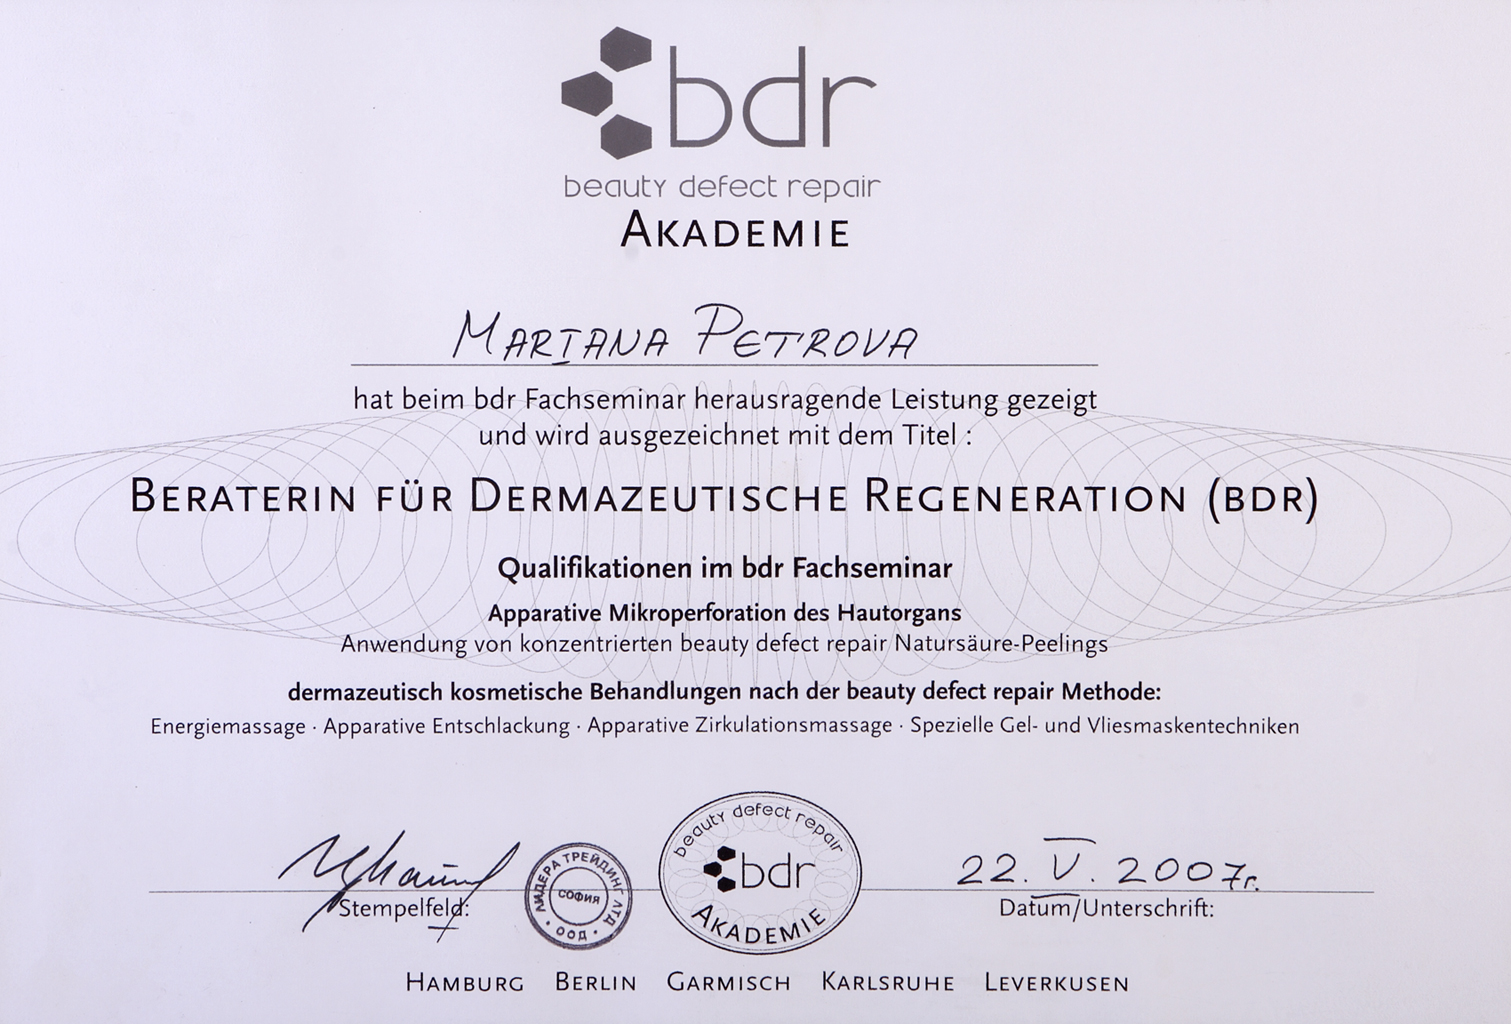 bdr
beauty defect repair
AKADEMIE
MARIANA PETROVA
hat beim bdr Fachseminar herausragende Leistung gezeigt
und wird ausgezeichnet mit dem Titel :
BERATERIN FÜR DERMAZEUTISCHE REGENERATION (BDR)
Qualifikationen im bdr Fachseminar
Apparative Mikroperforation des Hautorgans
Anwendung von konzentrierten beauty defect repair Natursäure-Peelings
dermazeutisch kosmetische Behandlungen nach der beauty defect repair Methode:
Energiemassage · Apparative Entschlackung · Apparative Zirkulationsmassage · Spezielle Gel- und Vliesmaskentechniken
22. V. 2007г.
Stempelfeld:
ЛИДЕРА ТРЕЙДИНГ ЛТД
СОФИЯ
· ООД ·
beauty defect repair
bdr
AKADEMIE
Datum/Unterschrift:
HAMBURG BERLIN GARMISCH KARLSRUHE LEVERKUSEN